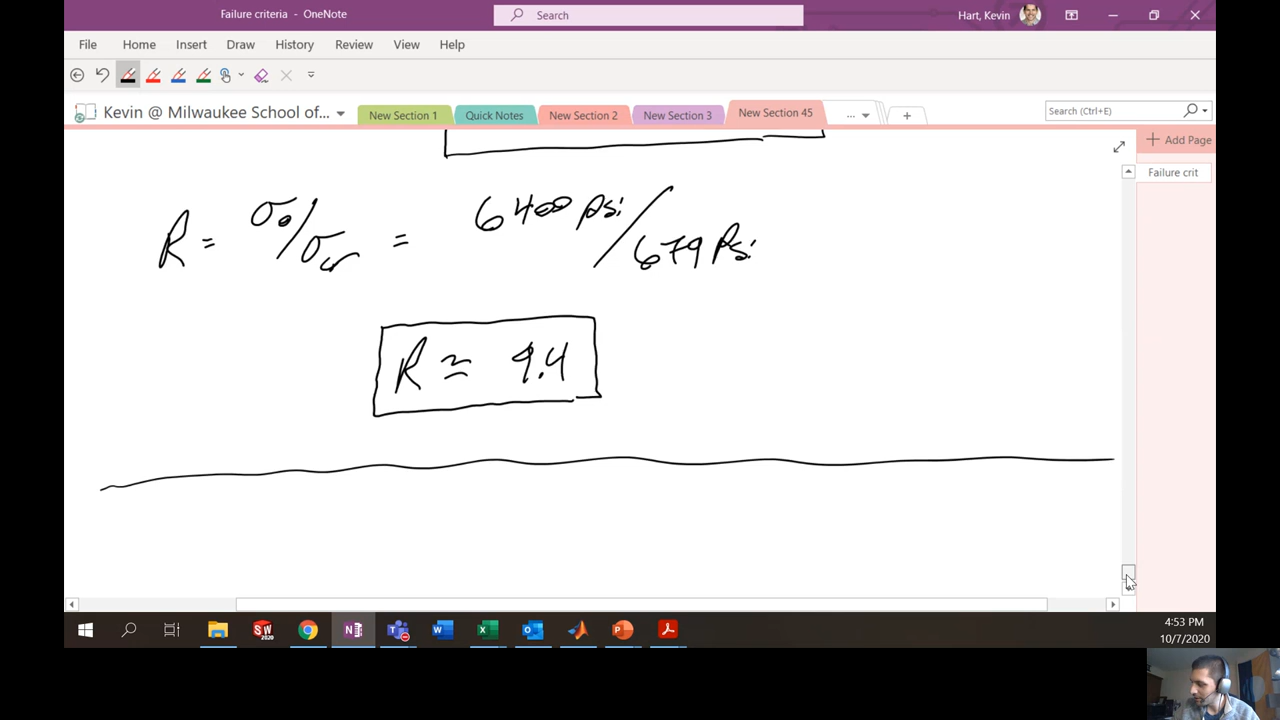 Failure criteria - OneNote
Search
Hart, Kevin
File Home Insert Draw History Review View Help
Kevin @ Milwaukee School of...
New Section 1
Quick Notes
New Section 2
New Section 3
New Section 45
...
Search (Ctrl+E)
Add Page
Failure crit
R = σ₀/σcr = 6400 psi/679 Psi
R ≃ 9.4
4:53 PM
10/7/2020